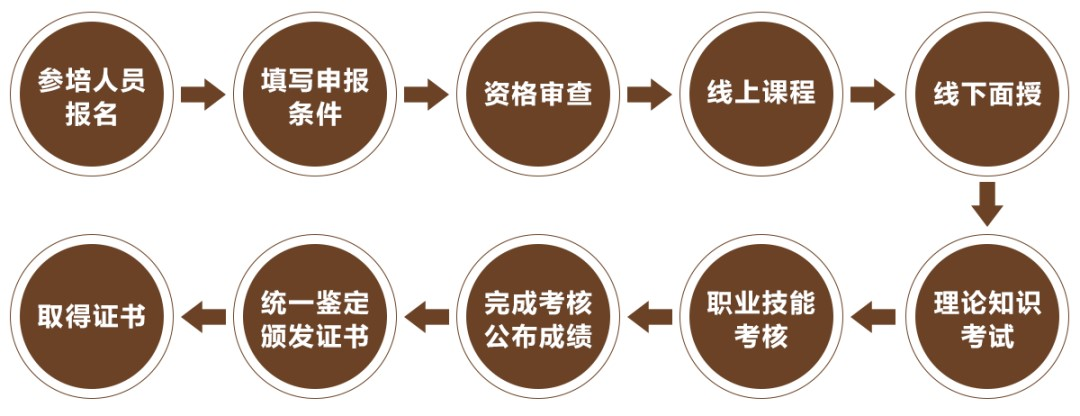 参培人员
报名
填写申报
条件
资格审查
线上课程
线下面授
理论知识
考试
职业技能
考核
完成考核
公布成绩
统一鉴定
颁发证书
取得证书